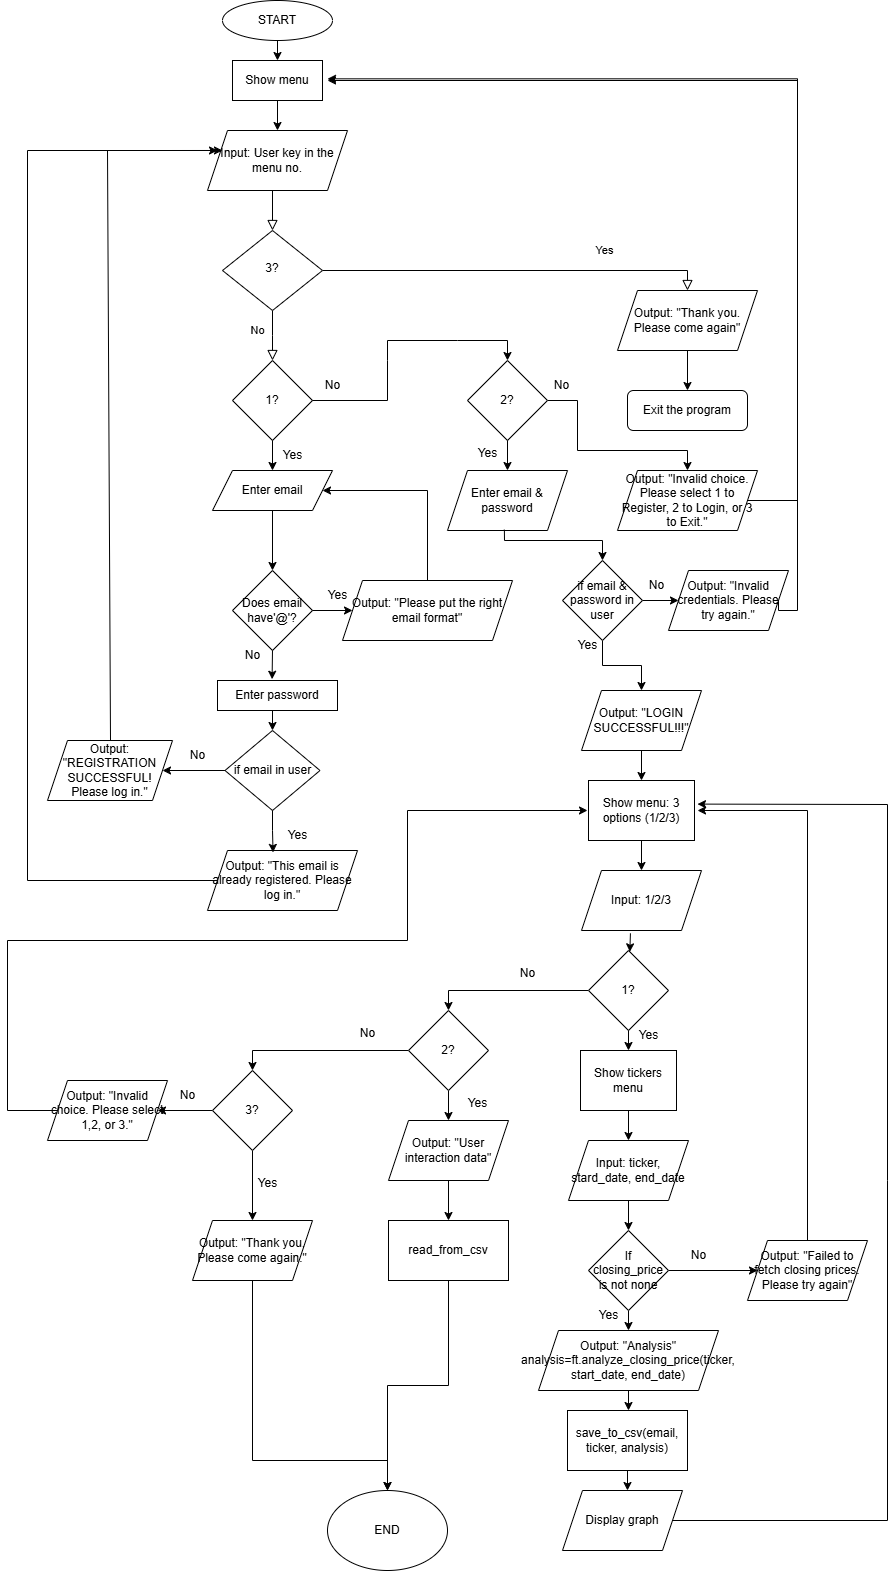 START
Show menu
Input: User key in the
menu no.
3?
Yes
No
Output: "Thank you.
Please come again"
Exit the program
1?
No
Yes
2?
No
Yes
Enter email
Enter email &
password
Output: "Invalid choice.
Please select 1 to
Register, 2 to Login, or 3
to Exit."
Does email
have'@'?
Yes
No
Output: "Please put the right
email format"
if email &
password in
user
No
Yes
Output: "Invalid
credentials. Please
try again."
Enter password
Output: "LOGIN
SUCCESSFUL!!!"
if email in user
No
Yes
Output:
"REGISTRATION
SUCCESSFUL!
Please log in."
Show menu: 3
options (1/2/3)
Output: "This email is
already registered. Please
log in."
Input: 1/2/3
1?
No
Yes
2?
No
Yes
Show tickers
menu
3?
No
Yes
Output: "Invalid
choice. Please select
1,2, or 3."
Output: "User
interaction data"
Input: ticker,
stard_date, end_date
Output: "Thank you.
Please come again."
read_from_csv
If
closing_price
is not none
No
Yes
Output: "Failed to
fetch closing prices.
Please try again"
Output: "Analysis"
analysis=ft.analyze_closing_price(ticker,
start_date, end_date)
save_to_csv(email,
ticker, analysis)
Display graph
END